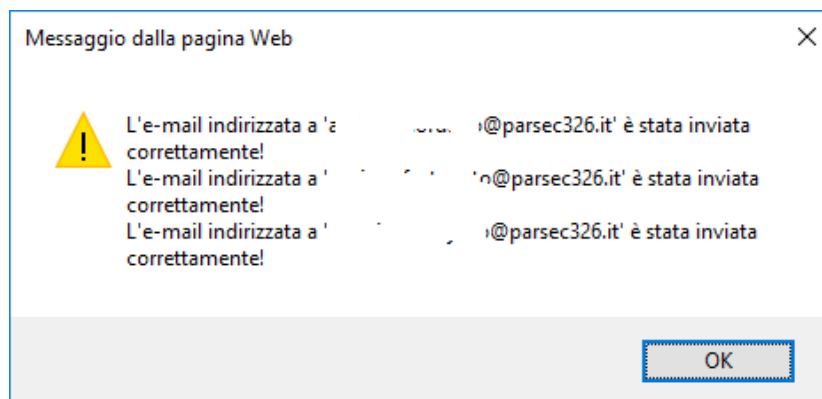 Messaggio dalla pagina Web
L'e-mail indirizzata a ' @parsec326.it' è stata inviata
correttamente!
L'e-mail indirizzata a ' @parsec326.it' è stata inviata
correttamente!
L'e-mail indirizzata a ' @parsec326.it' è stata inviata
correttamente!
OK